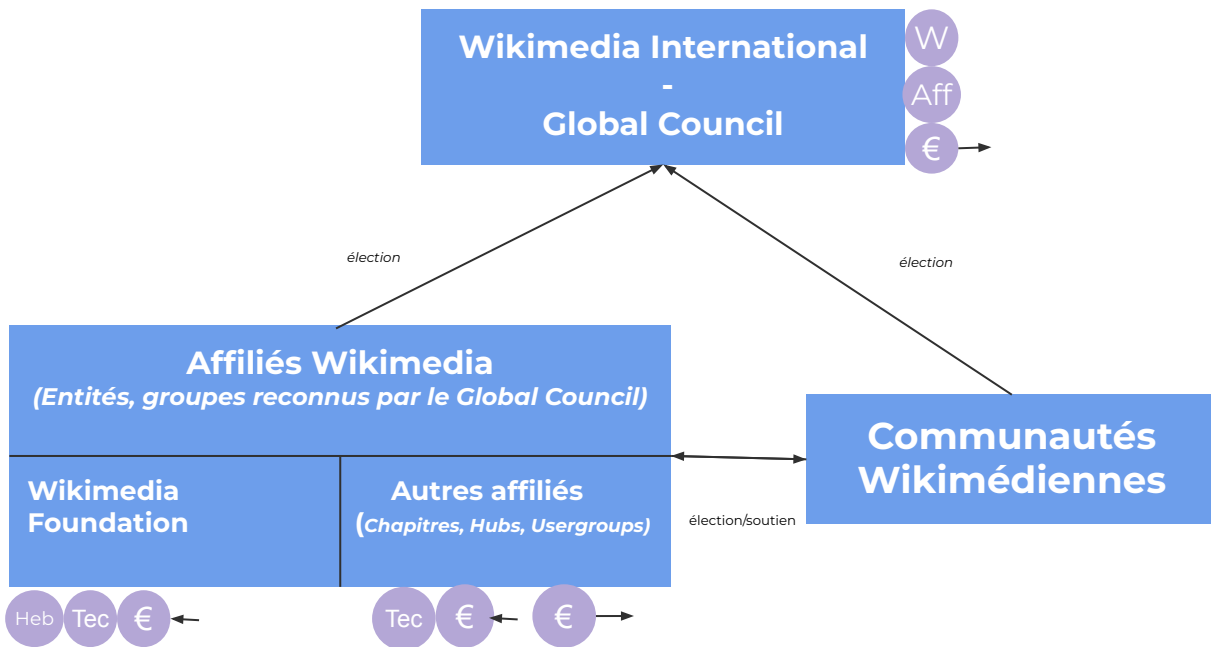 Wikimedia International
-
Global Council
W
Aff
€
élection
élection
Affiliés Wikimedia
(Entités, groupes reconnus par le Global Council)
Wikimedia
Foundation
Autres affiliés
(Chapitres, Hubs, Usergroups)
Communautés
Wikimédiennes
élection/soutien
Heb
Tec
€
Tec
€
€